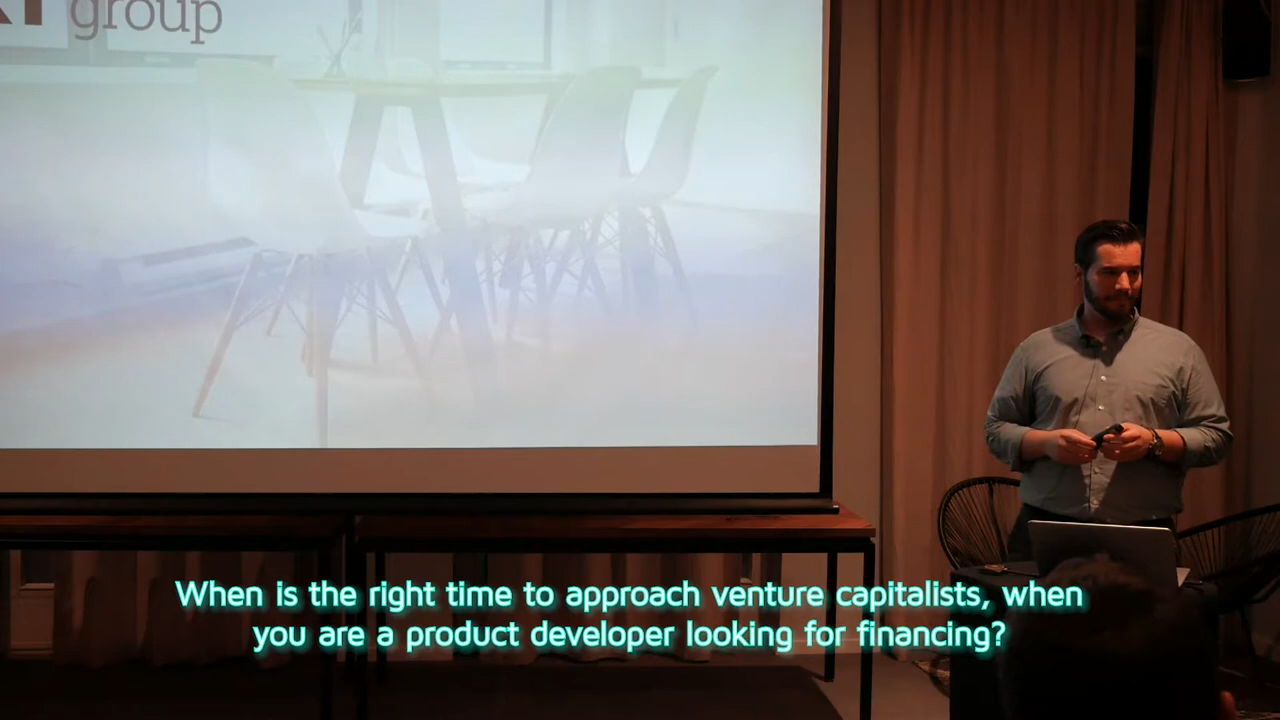 group
When is the right time to approach venture capitalists, when
you are a product developer looking for financing?